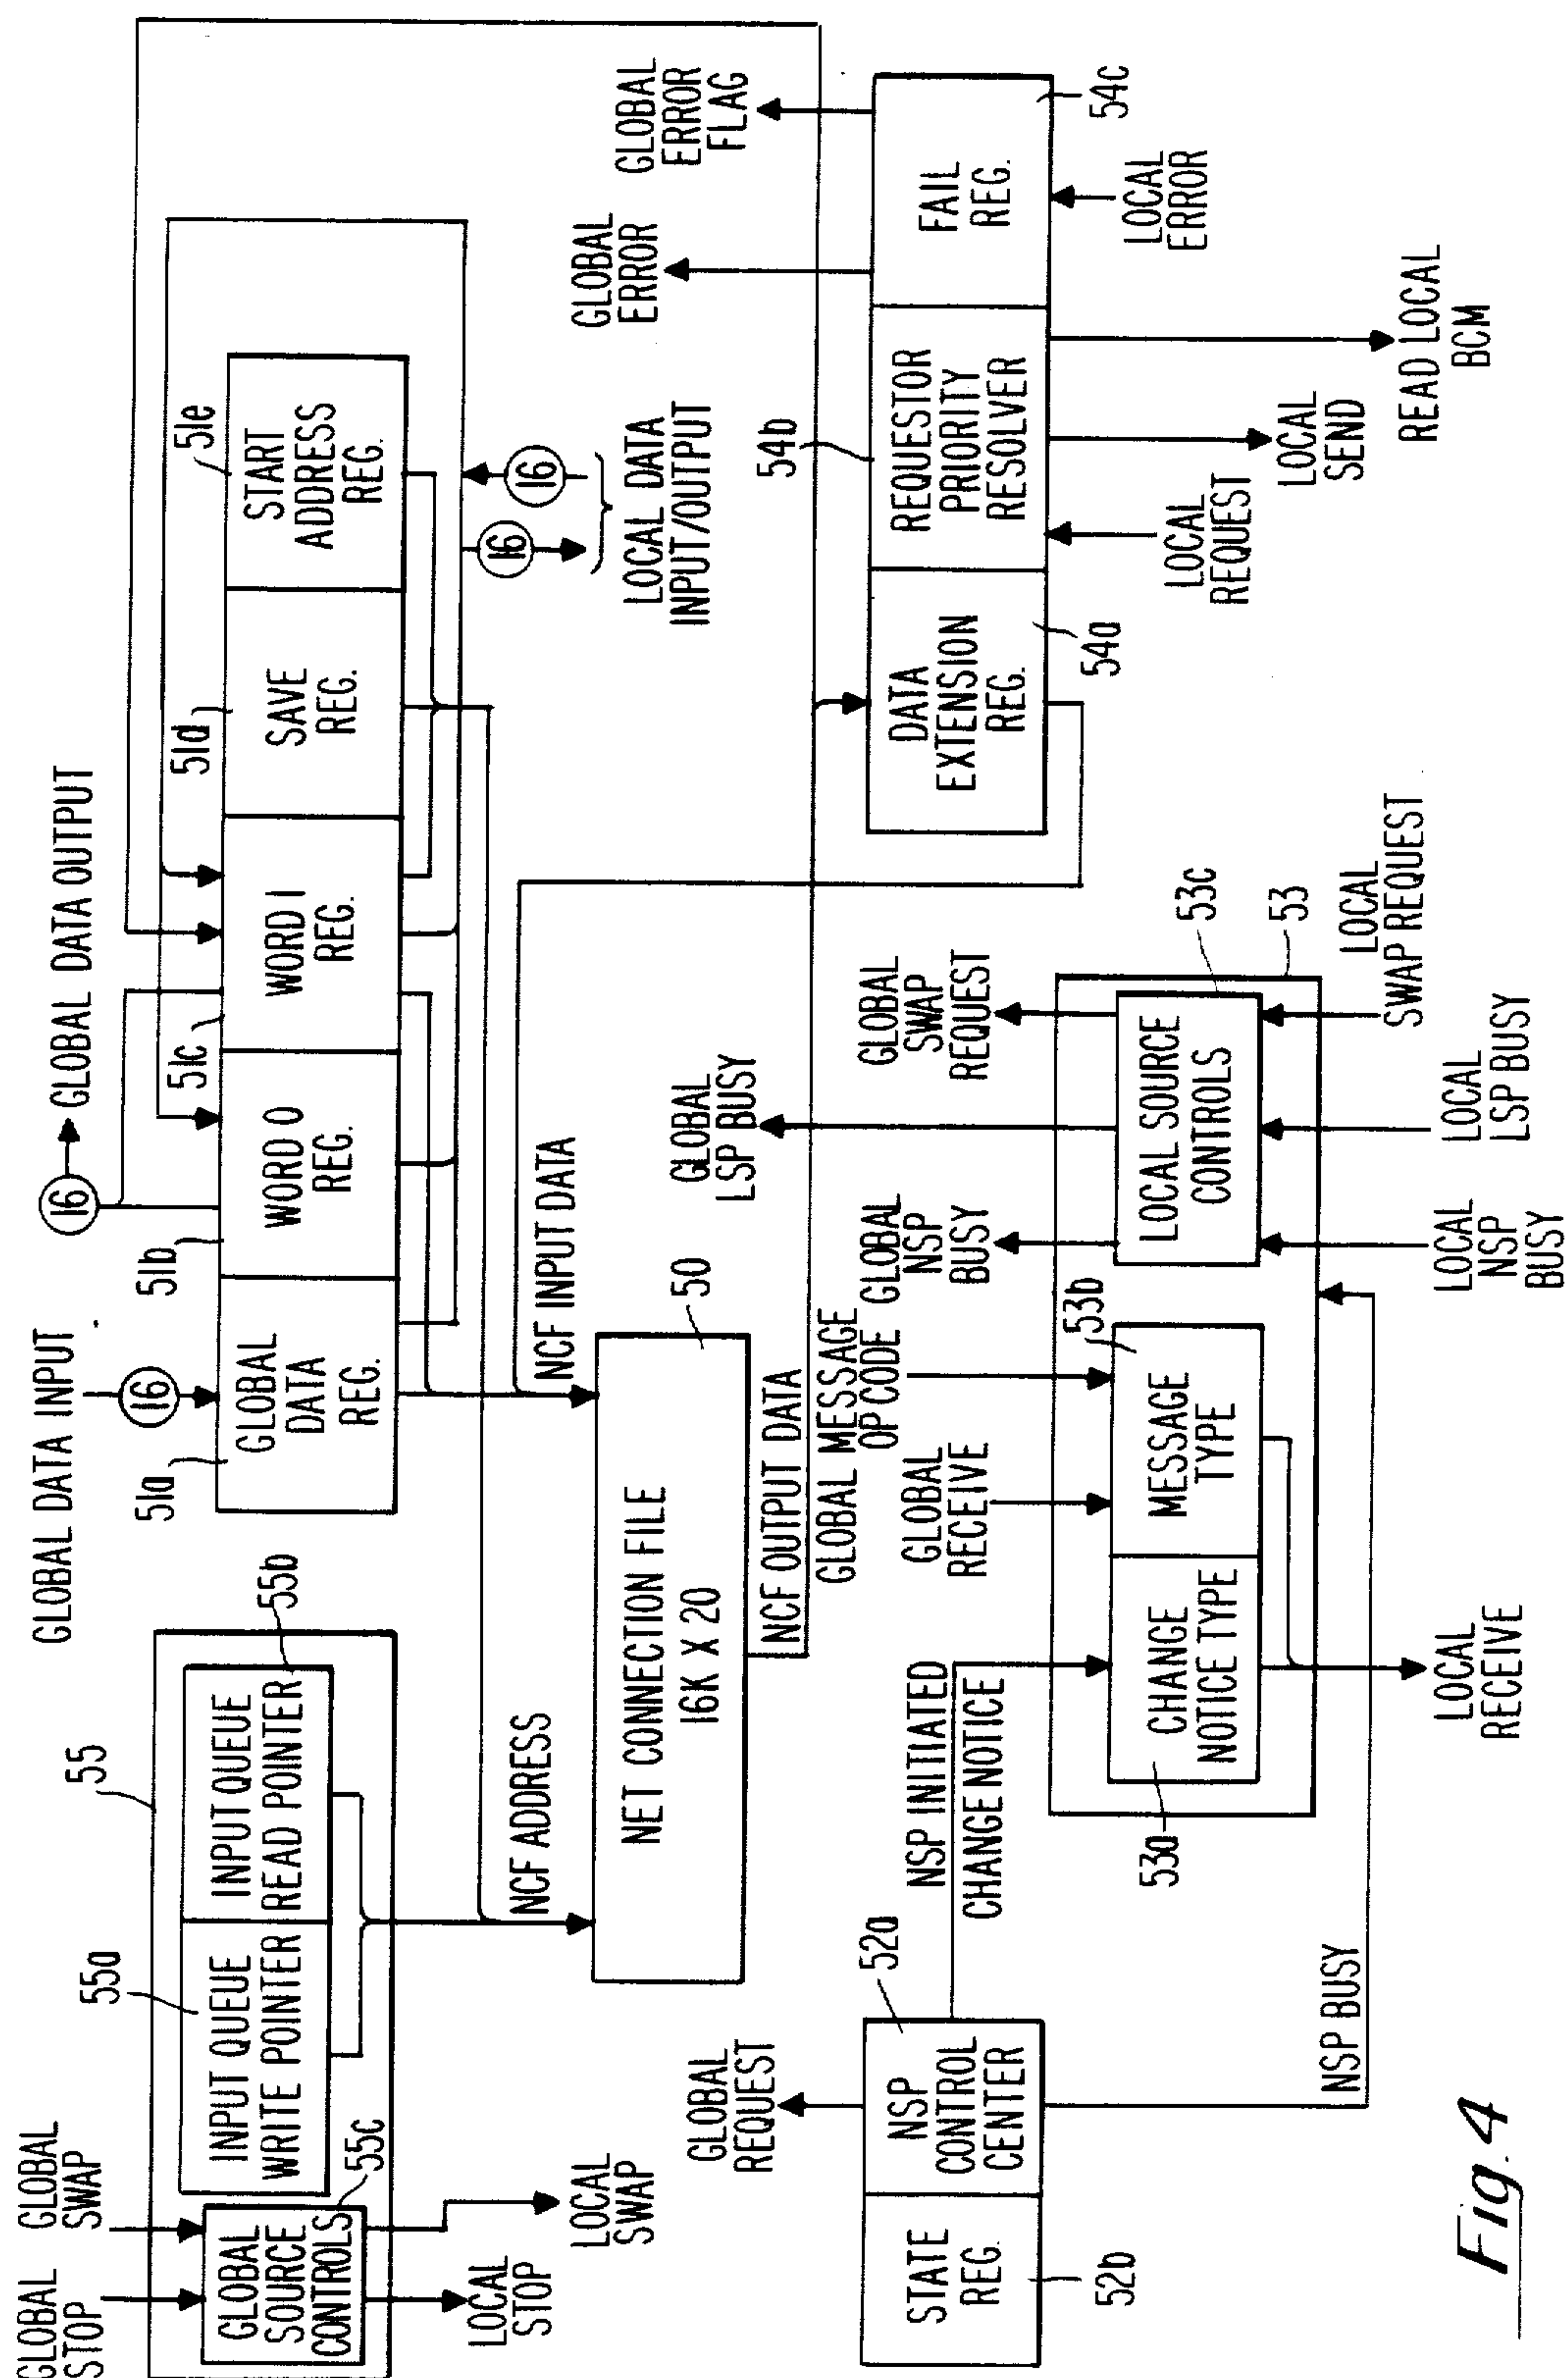 GLOBAL
STOP
GLOBAL
SWAP
55
55a
55b
INPUT QUEUE
WRITE POINTER
INPUT QUEUE
READ POINTER
GLOBAL
SOURCE
CONTROLS
55c
LOCAL
STOP
LOCAL
SWAP
GLOBAL DATA INPUT
16
16
GLOBAL DATA OUTPUT
51a
GLOBAL
DATA
REG.
51b
WORD 0
REG.
51c
WORD 1
REG.
51d
SAVE
REG.
51e
START
ADDRESS
REG.
16
16
LOCAL DATA
INPUT/OUTPUT
NCF ADDRESS
NCF INPUT DATA
50
NET CONNECTION FILE
16K X 20
NCF OUTPUT DATA
GLOBAL
ERROR
GLOBAL
ERROR
FLAG
54b
DATA
EXTENSION
REG.
54a
REQUESTOR
PRIORITY
RESOLVER
FAIL
REG.
54c
LOCAL
REQUEST
LOCAL
SEND
READ LOCAL
BCM
LOCAL
ERROR
GLOBAL
REQUEST
52a
STATE
REG.
52b
NSP
CONTROL
CENTER
NSP INITIATED
CHANGE NOTICE
NSP BUSY
GLOBAL
RECEIVE
GLOBAL MESSAGE
OP CODE
GLOBAL
NSP
BUSY
GLOBAL
LSP BUSY
GLOBAL
SWAP
REQUEST
53a
CHANGE
NOTICE TYPE
53b
MESSAGE
TYPE
LOCAL SOURCE
CONTROLS
53c
53
LOCAL
RECEIVE
LOCAL
NSP
BUSY
LOCAL
LSP BUSY
LOCAL
SWAP REQUEST
Fig. 4